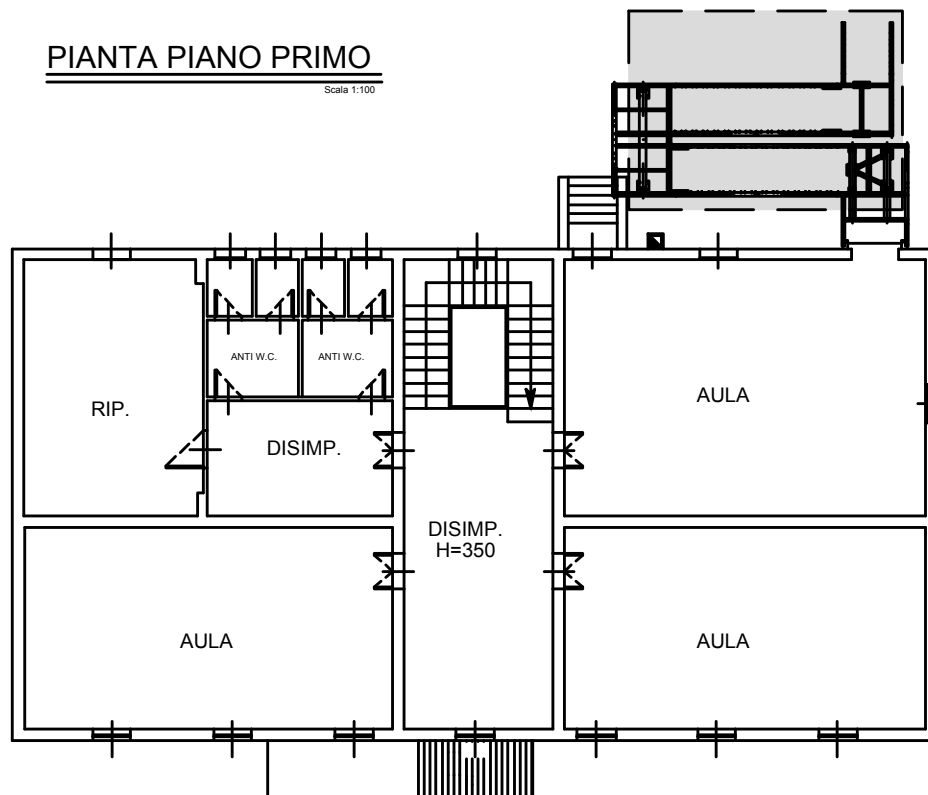 PIANTA PIANO PRIMO
Scala 1:100
ANTI W.C.
ANTI W.C.
RIP.
DISIMP.
AULA
DISIMP.
H=350
AULA
AULA